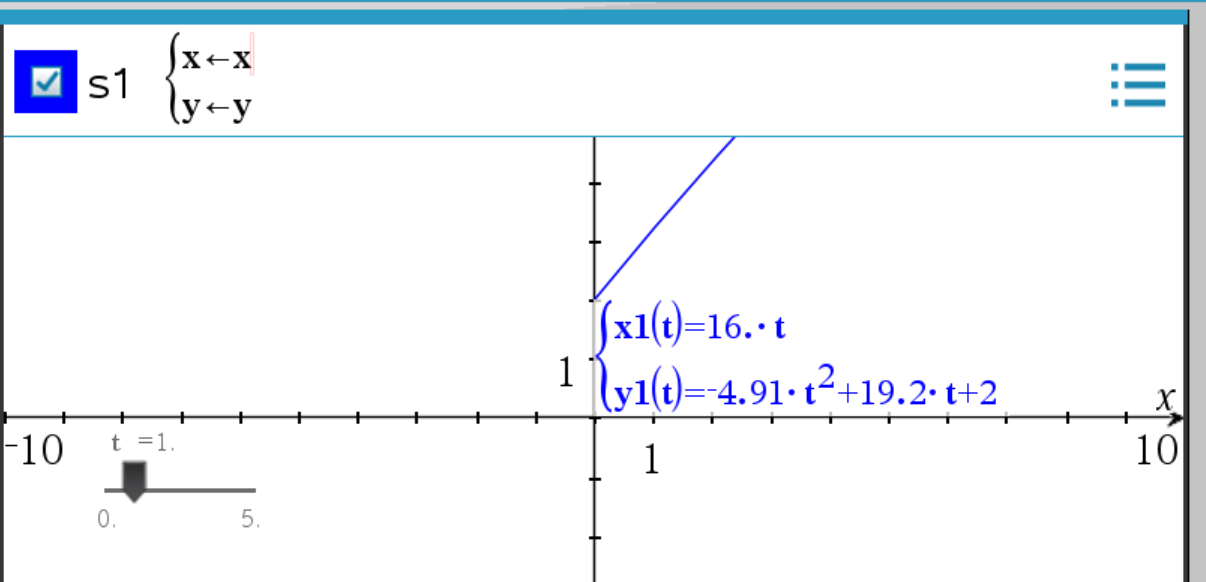 s1 {x←x
y←y
x1(t)=16.·t
1
y1(t)=-4.91·t²+19.2·t+2
x
-10
t =1.
1
10
0. 5.